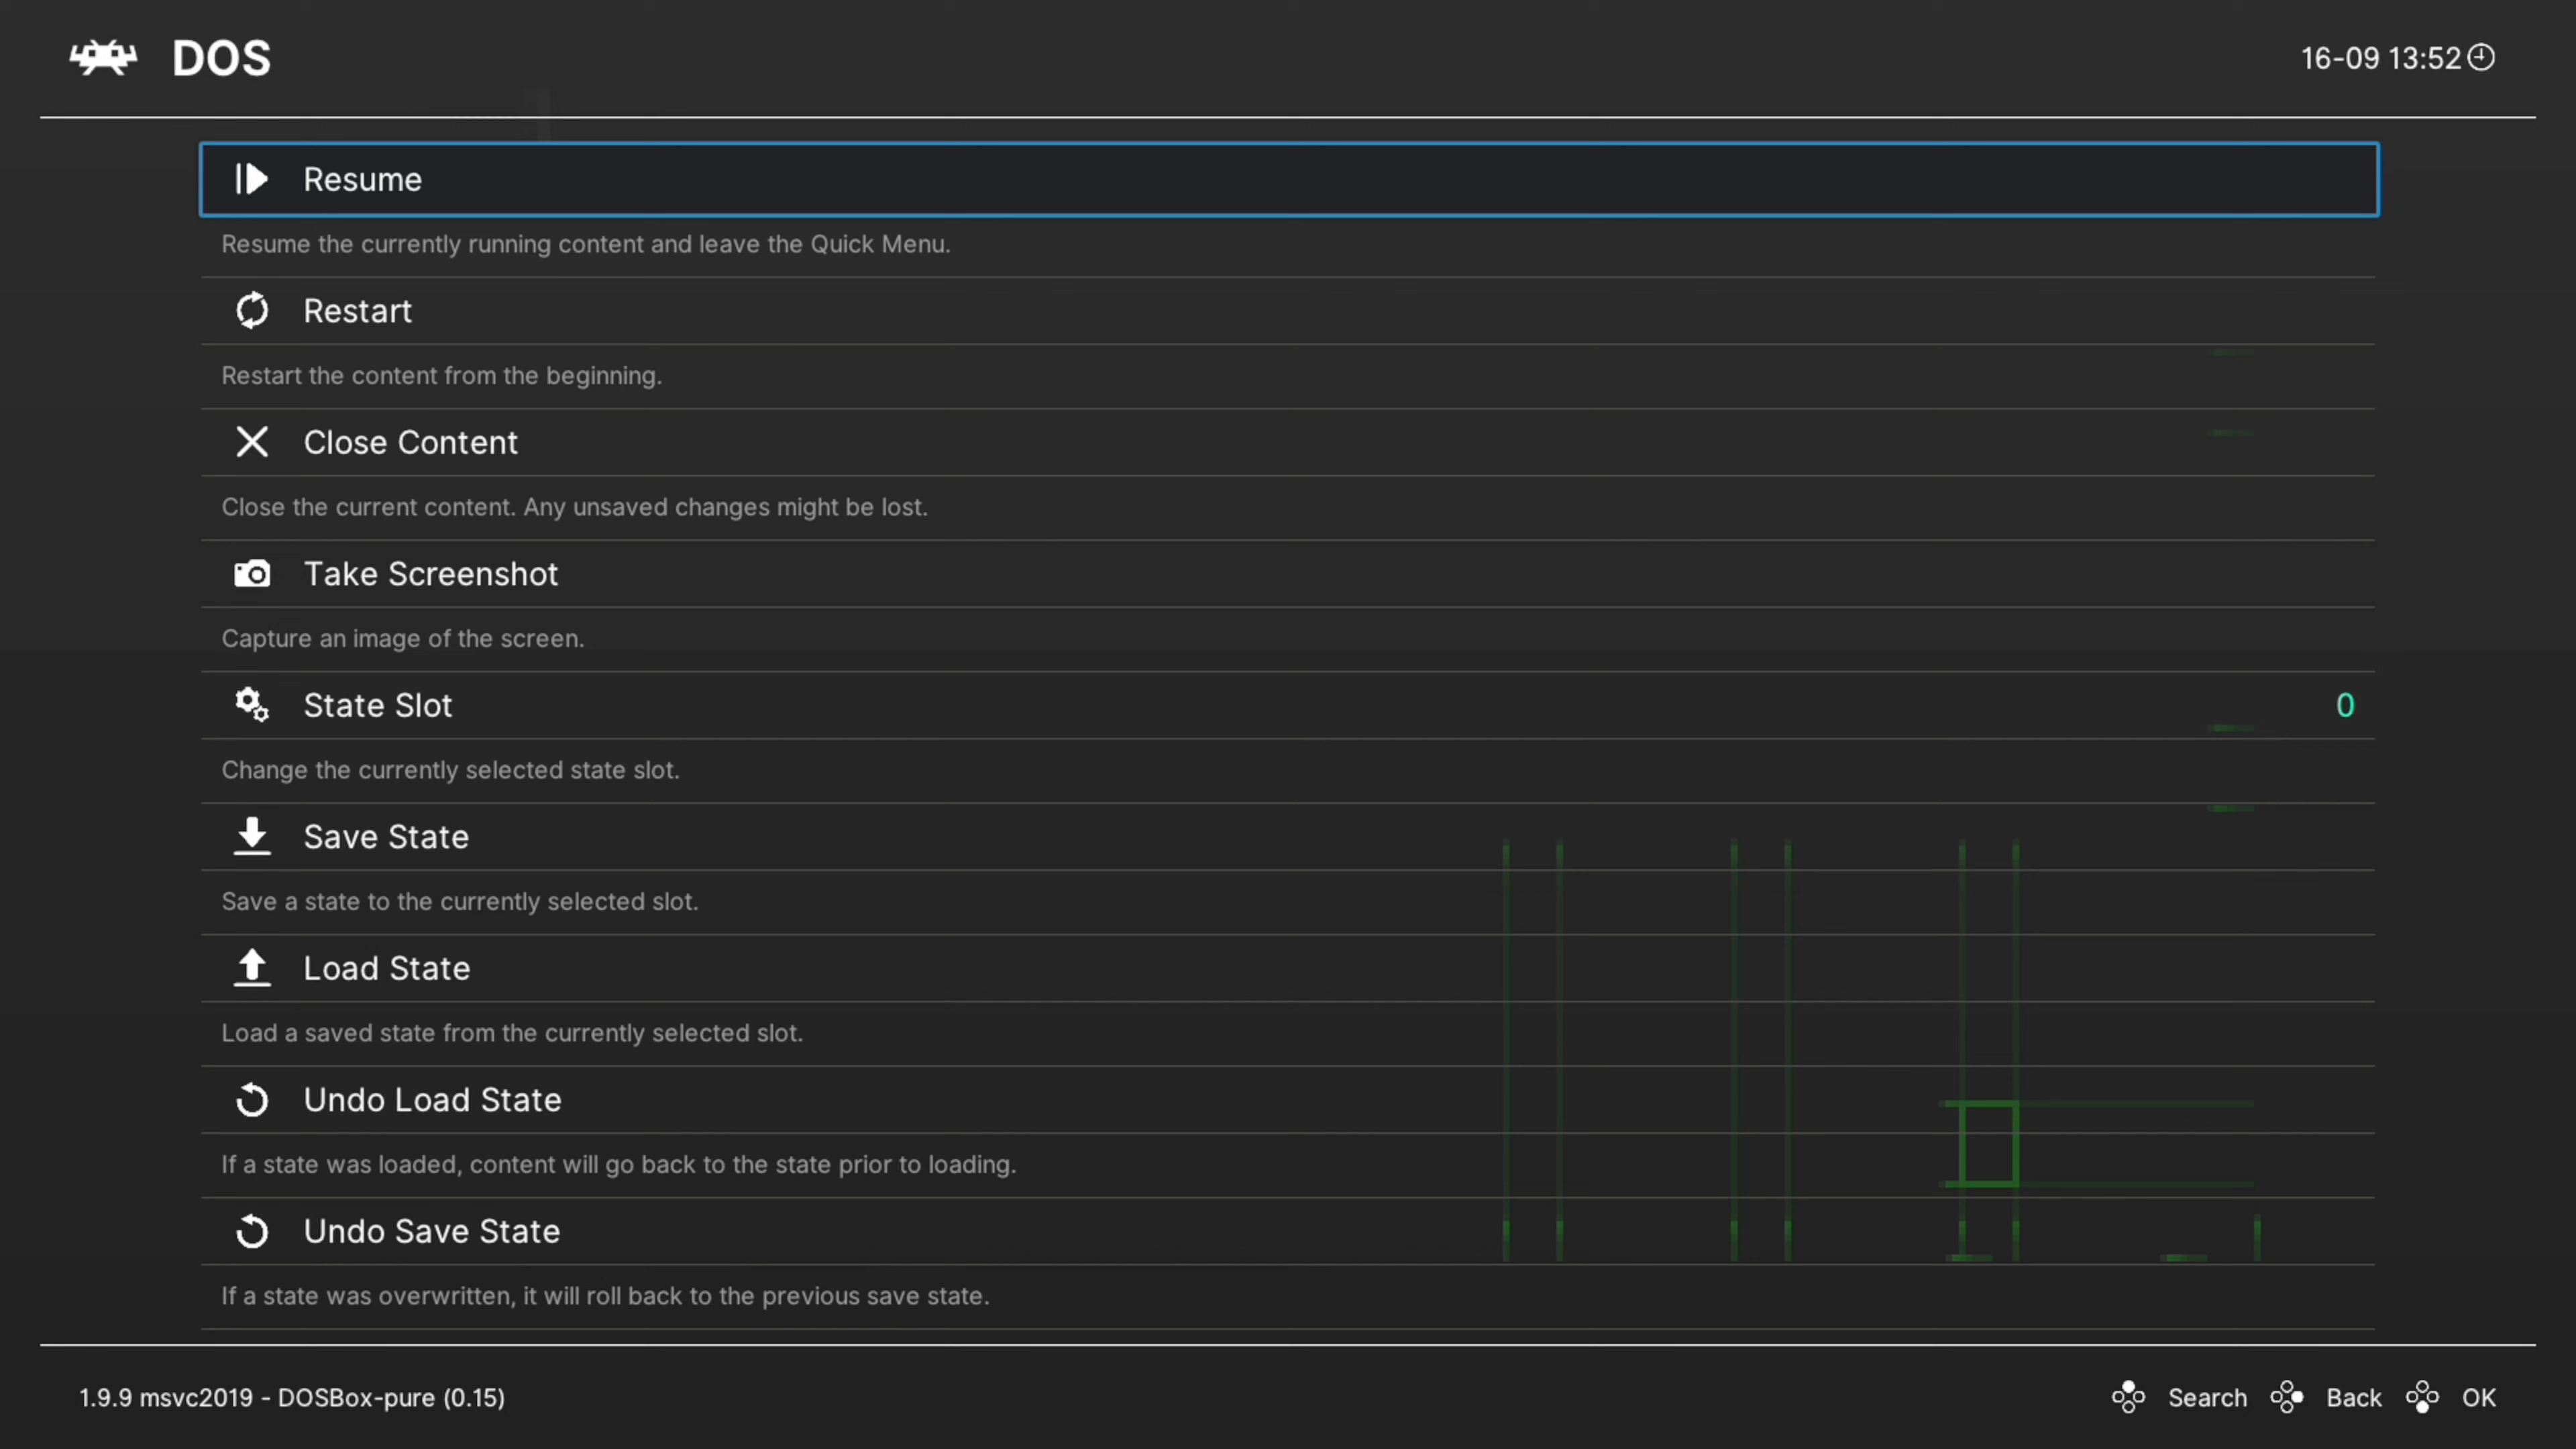 DOS
16-09 13:52
Resume
Resume the currently running content and leave the Quick Menu.
Restart
Restart the content from the beginning.
Close Content
Close the current content. Any unsaved changes might be lost.
Take Screenshot
Capture an image of the screen.
State Slot 0
Change the currently selected state slot.
Save State
Save a state to the currently selected slot.
Load State
Load a saved state from the currently selected slot.
Undo Load State
If a state was loaded, content will go back to the state prior to loading.
Undo Save State
If a state was overwritten, it will roll back to the previous save state.
1.9.9 msvc2019 - DOSBox-pure (0.15)
Search Back OK